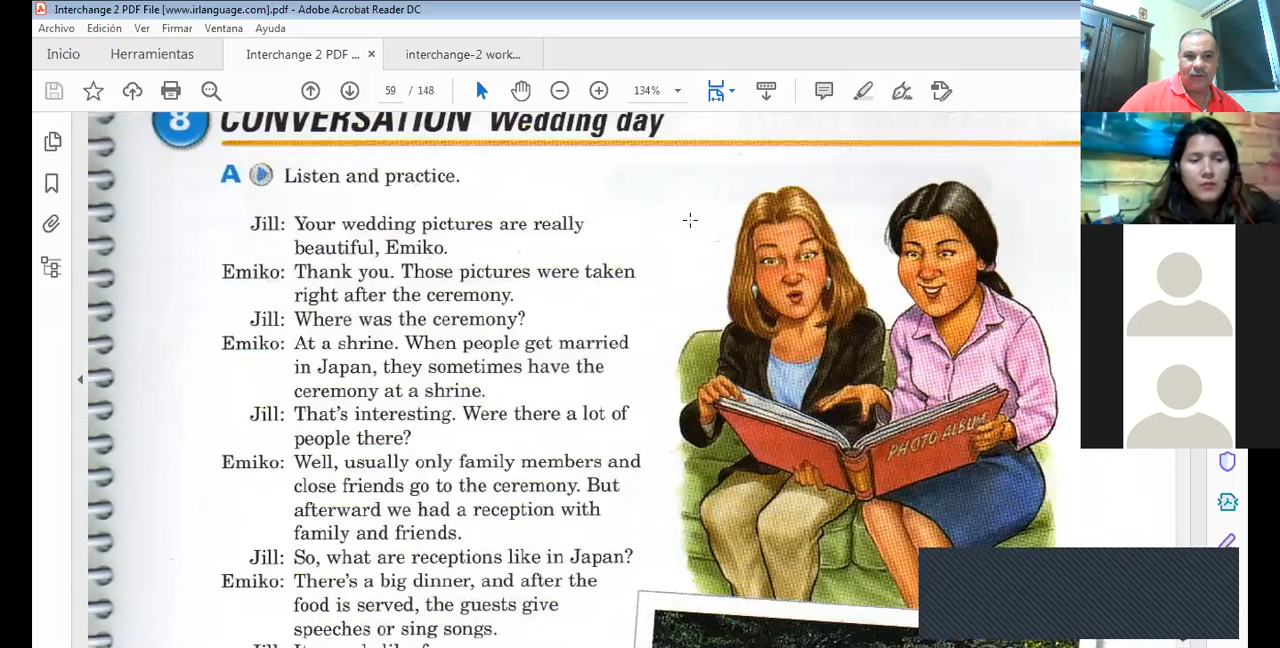 Interchange 2 PDF File [www.irlanguage.com].pdf - Adobe Acrobat Reader DC
Archivo Edición Ver Firmar Ventana Ayuda
Inicio Herramientas Interchange 2 PDF ... × interchange-2 work...
59 / 148 134%
8 CONVERSATION Wedding day
A Listen and practice.
Jill: Your wedding pictures are really
beautiful, Emiko.
Emiko: Thank you. Those pictures were taken
right after the ceremony.
Jill: Where was the ceremony?
Emiko: At a shrine. When people get married
in Japan, they sometimes have the
ceremony at a shrine.
Jill: That's interesting. Were there a lot of
people there?
Emiko: Well, usually only family members and
close friends go to the ceremony. But
afterward we had a reception with
family and friends.
Jill: So, what are receptions like in Japan?
Emiko: There's a big dinner, and after the
food is served, the guests give
speeches or sing songs.
PHOTO ALBUM